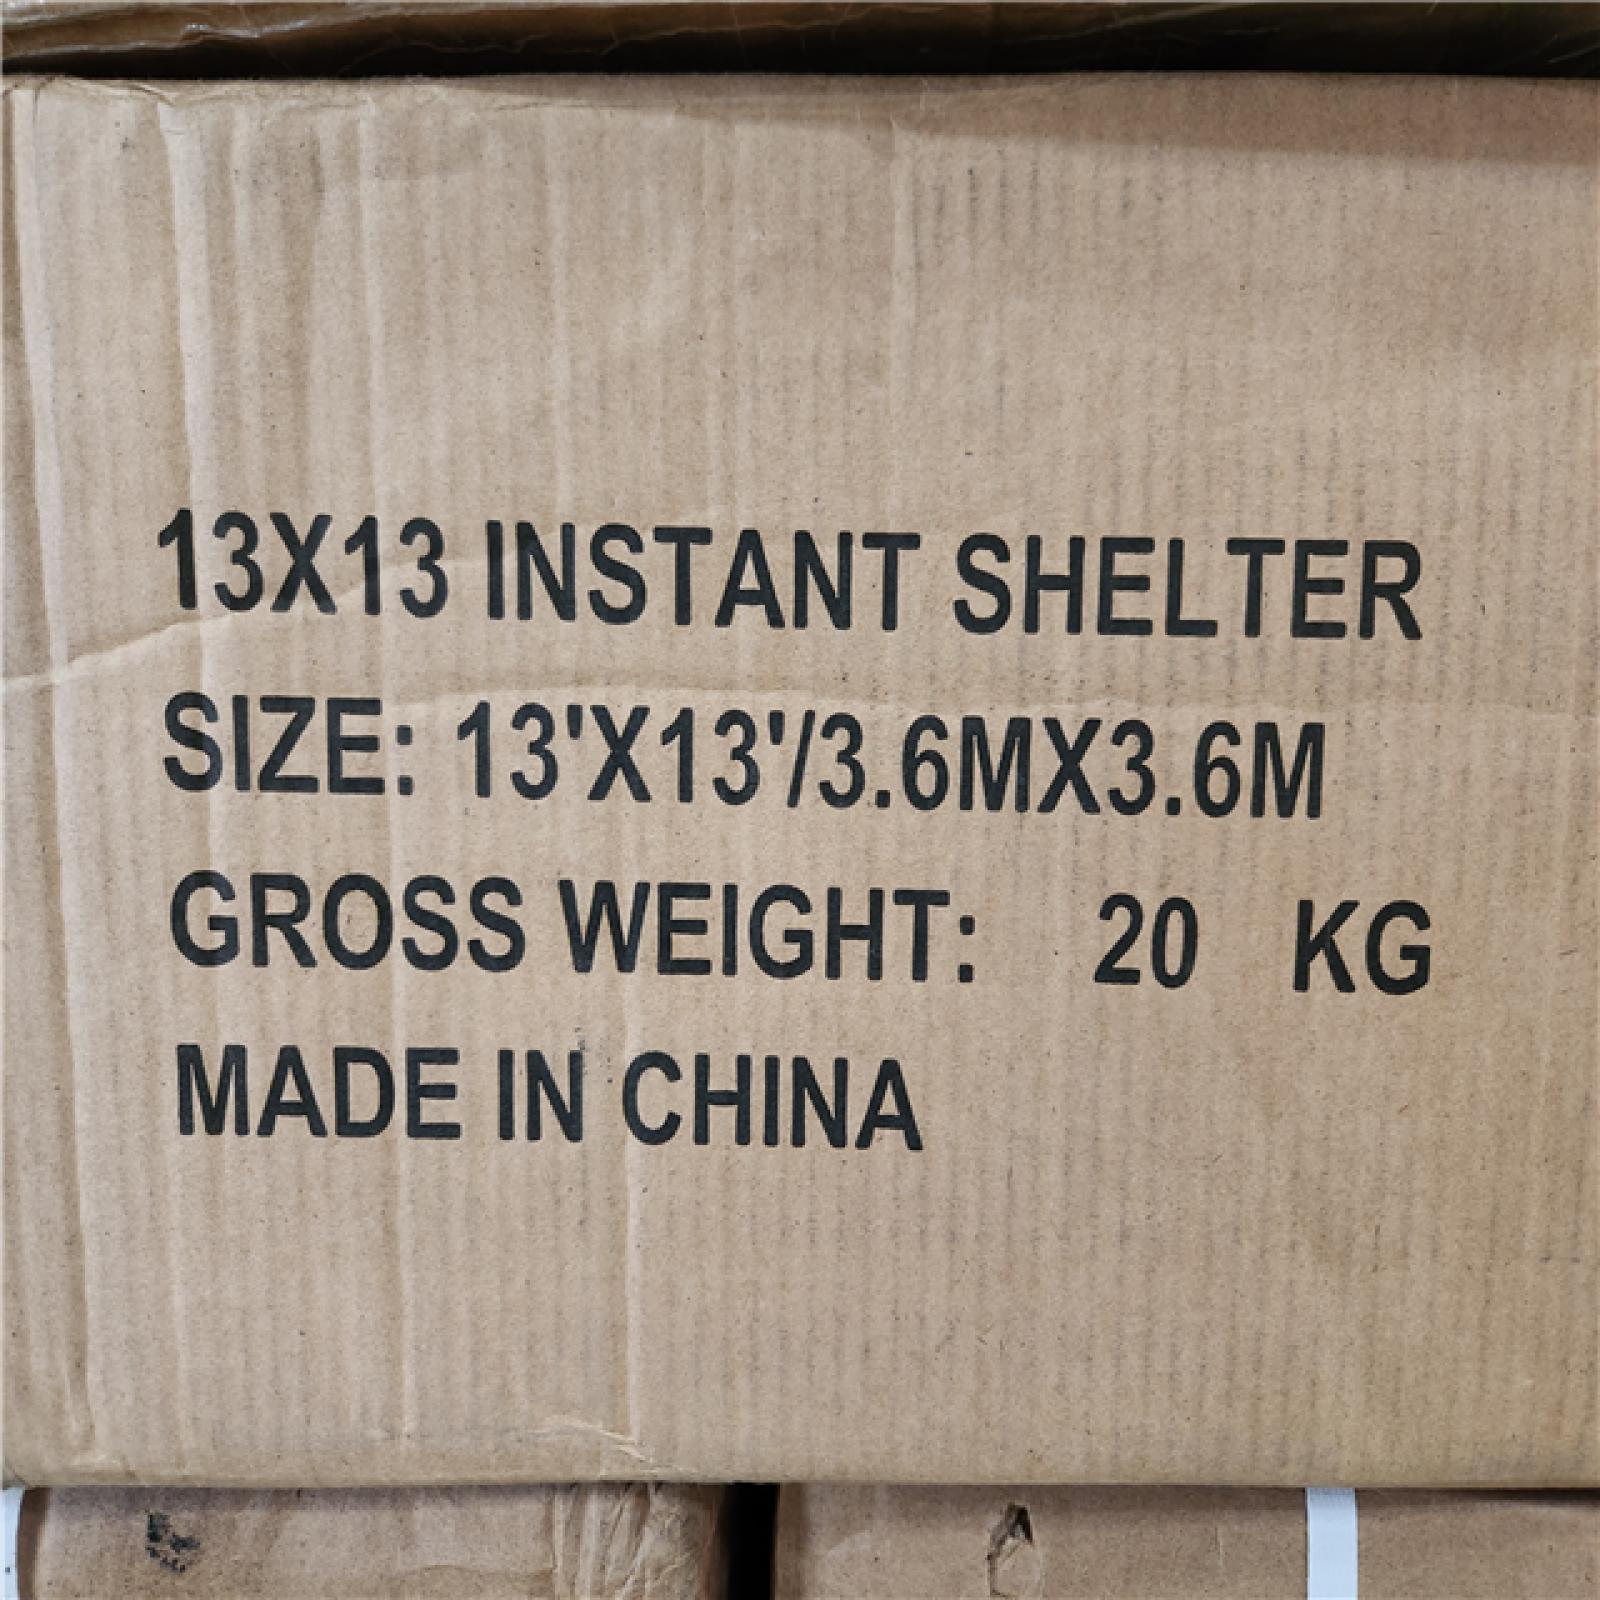 13X13 INSTANT SHELTER
SIZE: 13'X13'/3.6MX3.6M
GROSS WEIGHT: 20 KG
MADE IN CHINA